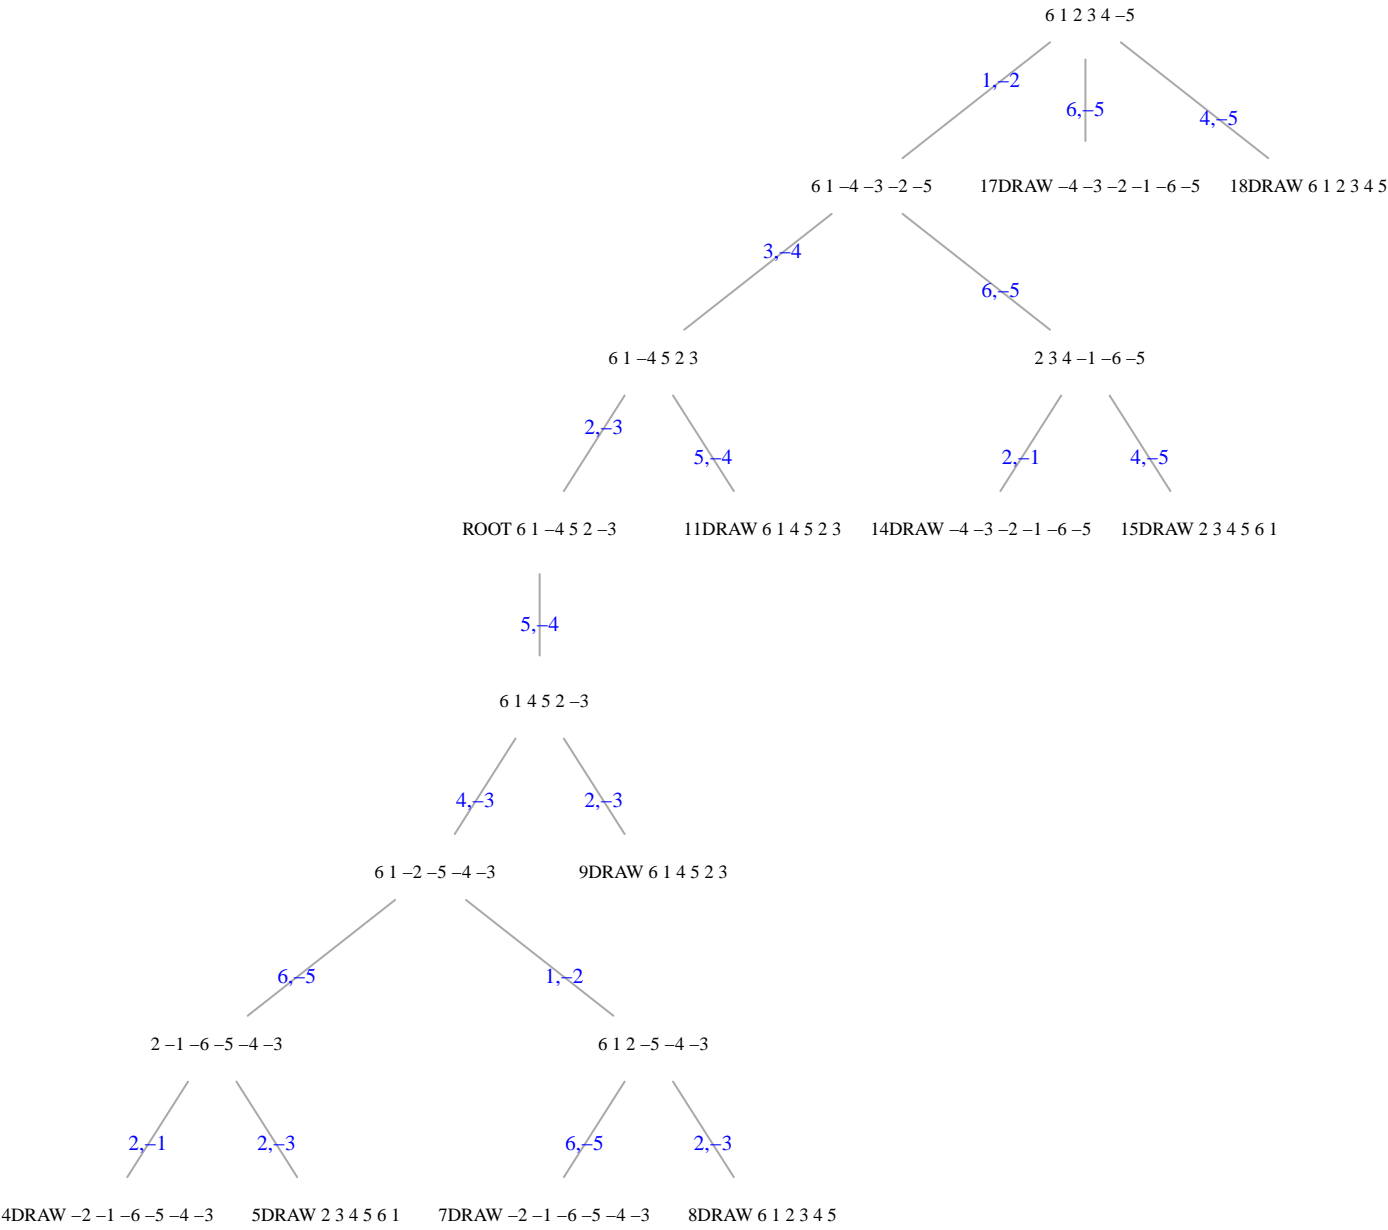 6 1 2 3 4 –5
1,–2
6,–5
4,–5
6 1 –4 –3 –2 –5
17DRAW –4 –3 –2 –1 –6 –5
18DRAW 6 1 2 3 4 5
3,–4
6,–5
6 1 –4 5 2 3
2 3 4 –1 –6 –5
2,–3
5,–4
2,–1
4,–5
ROOT 6 1 –4 5 2 –3
11DRAW 6 1 4 5 2 3
14DRAW –4 –3 –2 –1 –6 –5
15DRAW 2 3 4 5 6 1
5,–4
6 1 4 5 2 –3
4,–3
2,–3
6 1 –2 –5 –4 –3
9DRAW 6 1 4 5 2 3
6,–5
1,–2
2 –1 –6 –5 –4 –3
6 1 2 –5 –4 –3
2,–1
2,–3
6,–5
2,–3
4DRAW –2 –1 –6 –5 –4 –3
5DRAW 2 3 4 5 6 1
7DRAW –2 –1 –6 –5 –4 –3
8DRAW 6 1 2 3 4 5